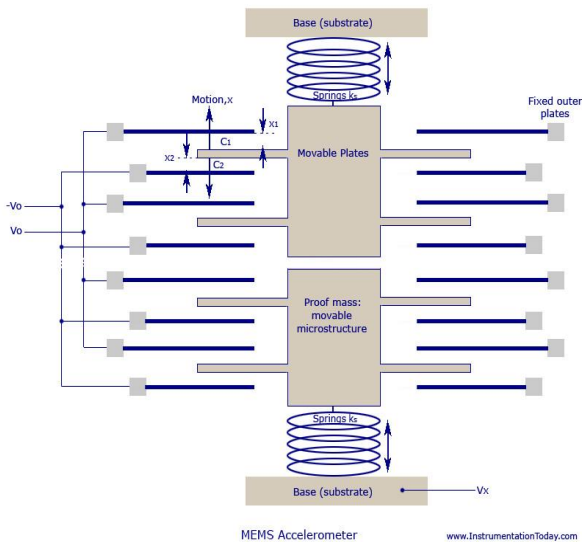 Base (substrate)
Springs ks
Motion,x
Fixed outer
plates
x1
C1
Movable Plates
x2
C2
-Vo
Vo
Proof mass:
movable
microstructure
Springs ks
Base (substrate)
Vx
MEMS Accelerometer
www.InstrumentationToday.com